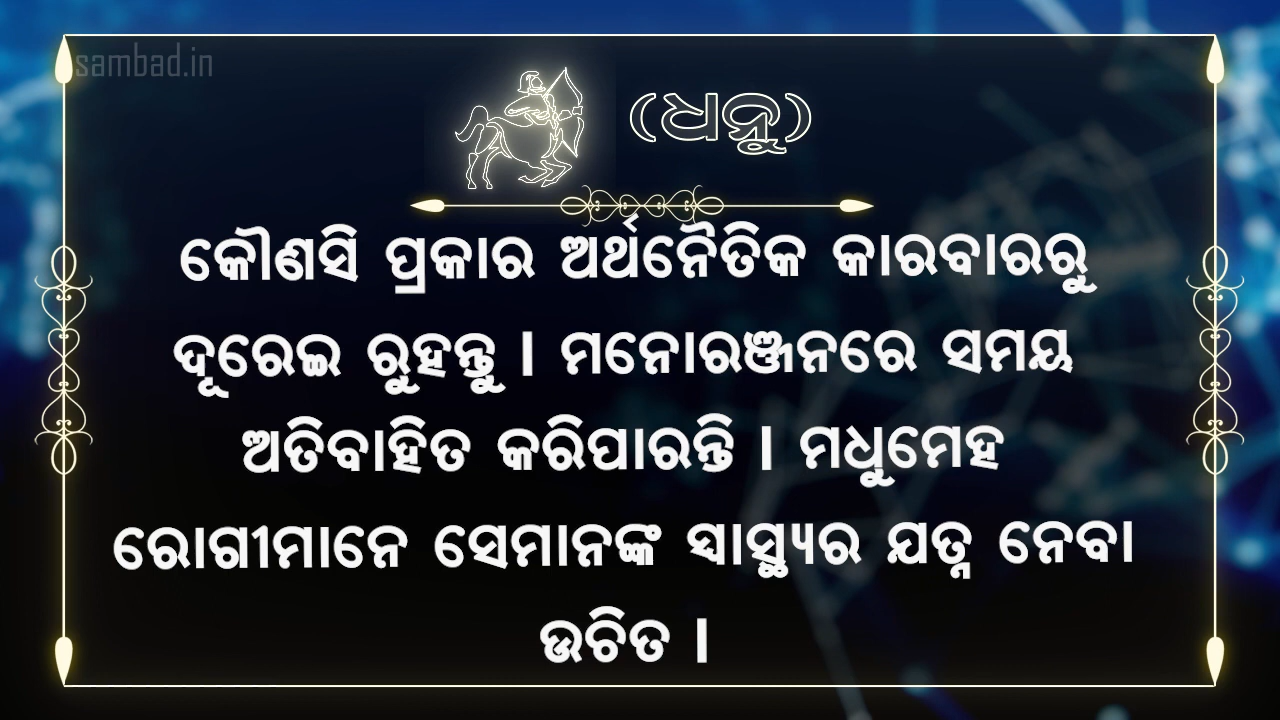 sambad.in
(ଧନୁ)
କୌଣସି ପ୍ରକାର ଅର୍ଥନୈତିକ କାରବାରରୁ
ଦୂରେଇ ରୁହନ୍ତୁ । ମନୋରଞ୍ଜନରେ ସମୟ
ଅତିବାହିତ କରିପାରନ୍ତି । ମଧୁମେହ
ରୋଗୀମାନେ ସେମାନଙ୍କ ସ୍ୱାସ୍ଥ୍ୟର ଯତ୍ନ ନେବା
ଉଚିତ ।